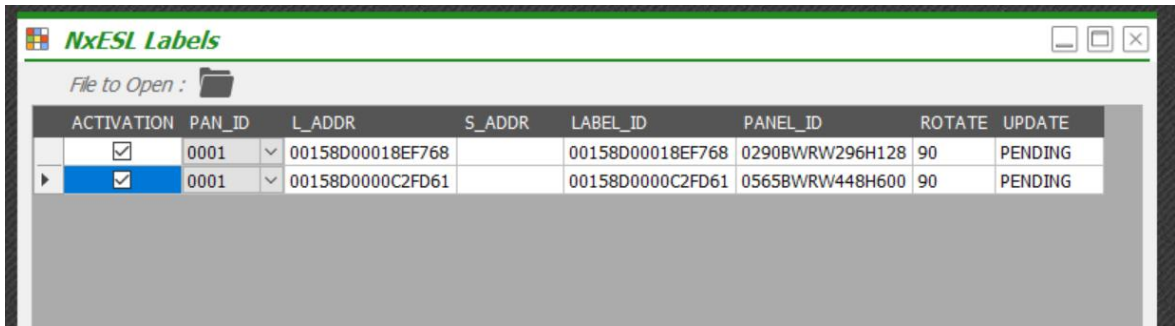 NxESL Labels
File to Open :
ACTIVATION PAN_ID L_ADDR S_ADDR LABEL_ID PANEL_ID ROTATE UPDATE
0001 00158D00018EF768 00158D00018EF768 0290BWRW296H128 90 PENDING
0001 00158D0000C2FD61 00158D0000C2FD61 0565BWRW448H600 90 PENDING